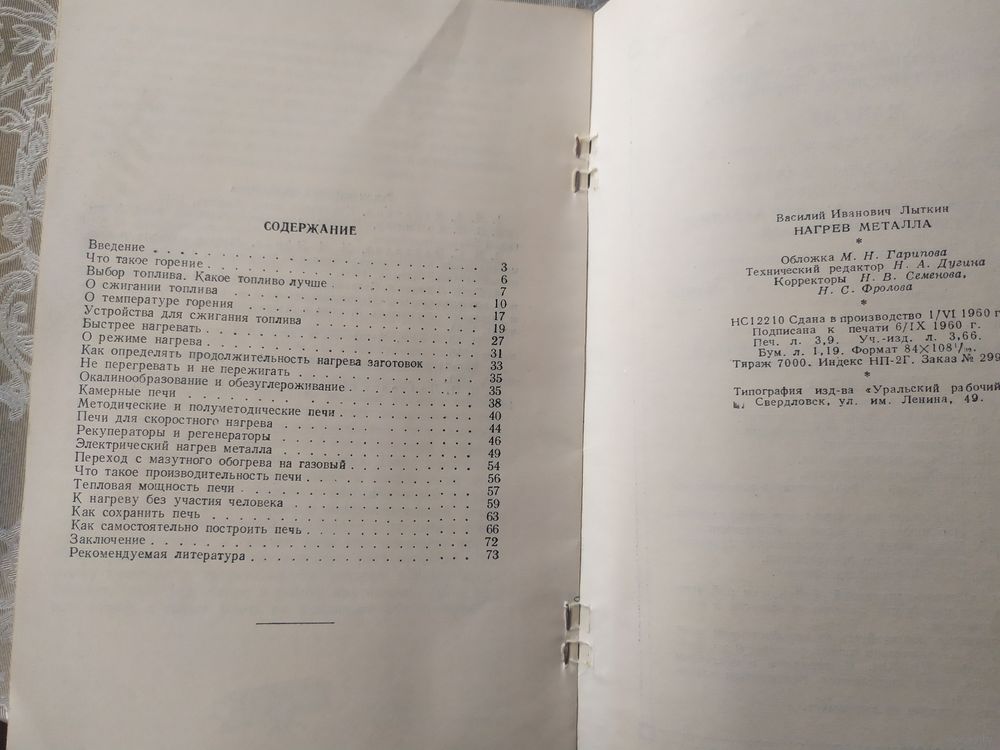 СОДЕРЖАНИЕ
Введение . . . . . . . . . . 3
Что такое горение . . . . . . . . . . 6
Выбор топлива. Какое топливо лучше . . . . . . . . . . 7
О сжигании топлива . . . . . . . . . . 10
О температуре горения . . . . . . . . . . 17
Устройства для сжигания топлива . . . . . . . . . . 19
Быстрее нагревать . . . . . . . . . . 27
О режиме нагрева . . . . . . . . . . 31
Как определять продолжительность нагрева заготовок . . . . 33
Не перегревать и не пережигать . . . . . . . . . . 35
Окалинообразование и обезуглероживание . . . . . . . . 35
Камерные печи . . . . . . . . . . 38
Методические и полуметодические печи . . . . . . . . 40
Печи для скоростного нагрева . . . . . . . . . . 44
Рекуператоры и регенераторы . . . . . . . . . . 46
Электрический нагрев металла . . . . . . . . . . 49
Переход с мазутного обогрева на газовый . . . . . . . . 54
Что такое производительность печи . . . . . . . . . . 56
Тепловая мощность печи . . . . . . . . . . 57
К нагреву без участия человека . . . . . . . . . . 59
Как сохранить печь . . . . . . . . . . 63
Как самостоятельно построить печь . . . . . . . . . . 66
Заключение . . . . . . . . . . 72
Рекомендуемая литература . . . . . . . . . . 73
Василий Иванович Лыткин
НАГРЕВ МЕТАЛЛА
*
Обложка М. Н. Гарипова
Технический редактор Н. А. Дугина
Корректоры Н. В. Семенова,
Н. С. Фролова
*
НС12210 Сдана в производство 1/VI 1960 г
Подписана к печати 6/IX 1960 г.
Печ. л. 3,9. Уч.-изд. л. 3,66.
Бум. л. 1,19. Формат 84×108¹/₃₂.
Тираж 7000. Индекс НП-2Г. Заказ № 299
*
Типография изд-ва «Уральский рабочий
Свердловск, ул. им. Ленина, 49.